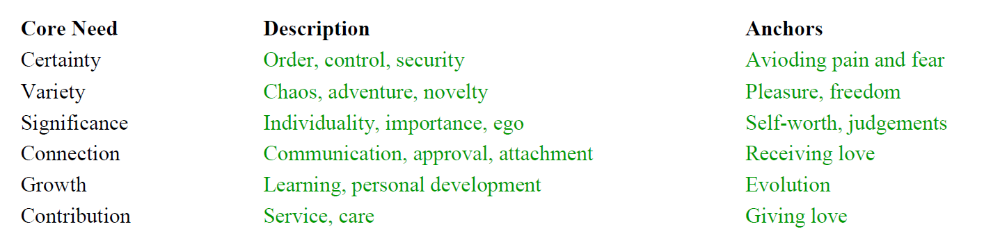 Core Need Description Anchors
Certainty Order, control, security Avioding pain and fear
Variety Chaos, adventure, novelty Pleasure, freedom
Significance Individuality, importance, ego Self-worth, judgements
Connection Communication, approval, attachment Receiving love
Growth Learning, personal development Evolution
Contribution Service, care Giving love